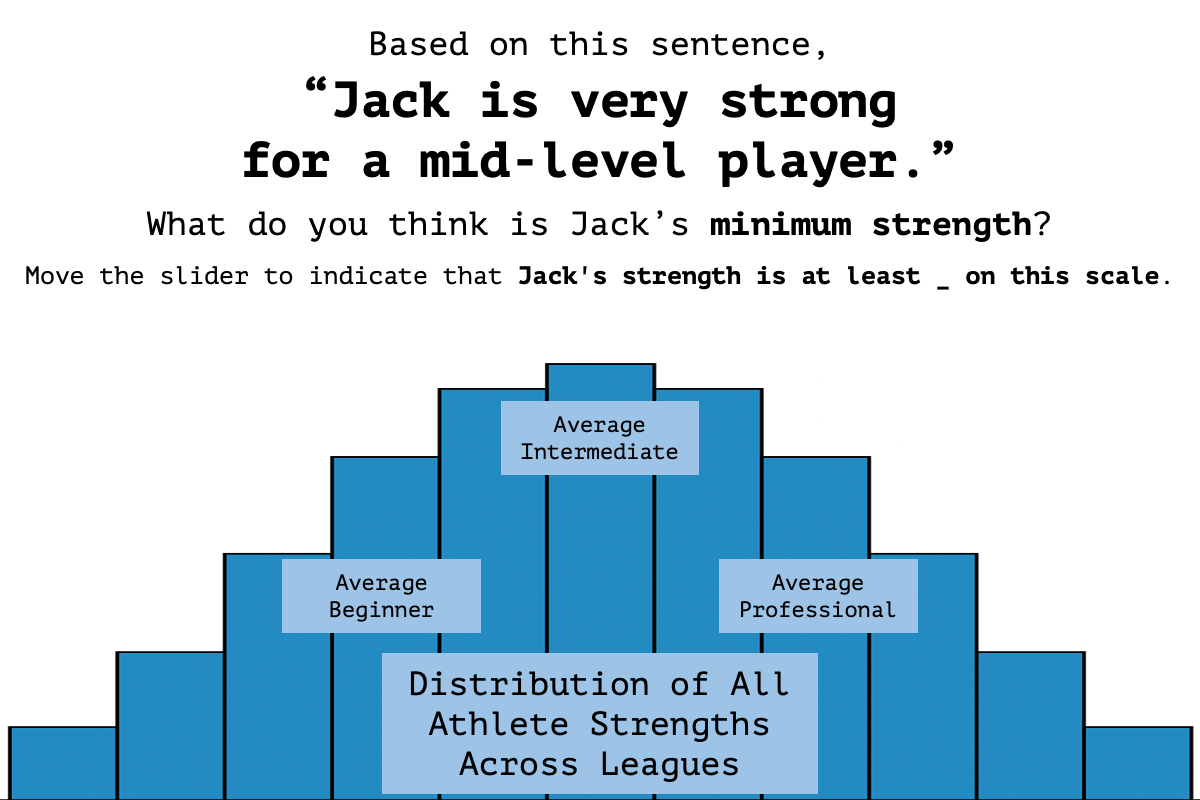 Based on this sentence,
“Jack is very strong
for a mid-level player.”
What do you think is Jack’s minimum strength?
Move the slider to indicate that Jack's strength is at least _ on this scale.
Average
Intermediate
Average
Beginner
Average
Professional
Distribution of All
Athlete Strengths
Across Leagues